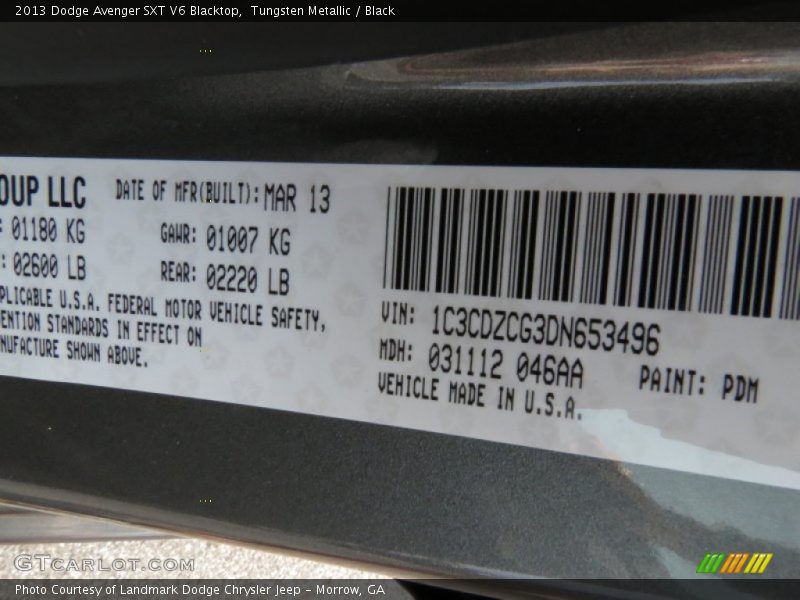 2013 Dodge Avenger SXT V6 Blacktop,  Tungsten Metallic / Black
OUP LLC
DATE OF MFR(BUILT): MAR 13
: 01180 KG
GAWR: 01007 KG
: 02600 LB
REAR: 02220 LB
PLICABLE U.S.A. FEDERAL MOTOR VEHICLE SAFETY,
ENTION STANDARDS IN EFFECT ON
NUFACTURE SHOWN ABOVE.
VIN: 1C3CDZCG3DN653496
MDH: 031112 046AA
PAINT: PDM
VEHICLE MADE IN U.S.A.
GTCarLot.com
Photo Courtesy of Landmark Dodge Chrysler Jeep - Morrow, GA